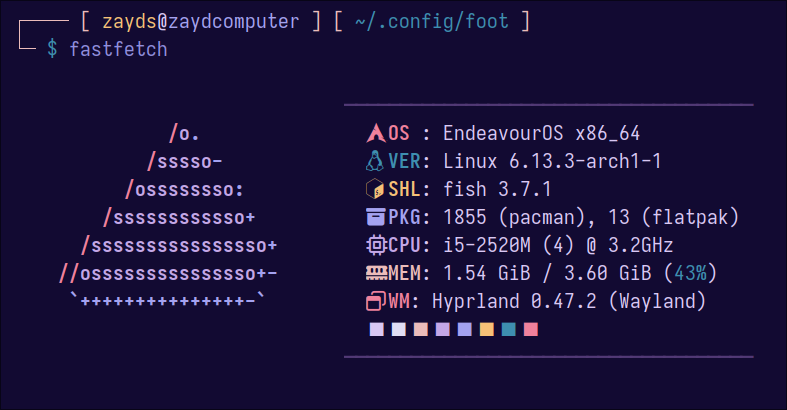 [ zayds@zaydcomputer ] [ ~/.config/foot ]
$ fastfetch
/o.
/sssso-
/ossssssso:
/ssssssssssso+
/ssssssssssssssso+
//osssssssssssssso+-
`+++++++++++++++-`
OS : EndeavourOS x86_64
VER: Linux 6.13.3-arch1-1
SHL: fish 3.7.1
PKG: 1855 (pacman), 13 (flatpak)
CPU: i5-2520M (4) @ 3.2GHz
MEM: 1.54 GiB / 3.60 GiB (43%)
WM: Hyprland 0.47.2 (Wayland)